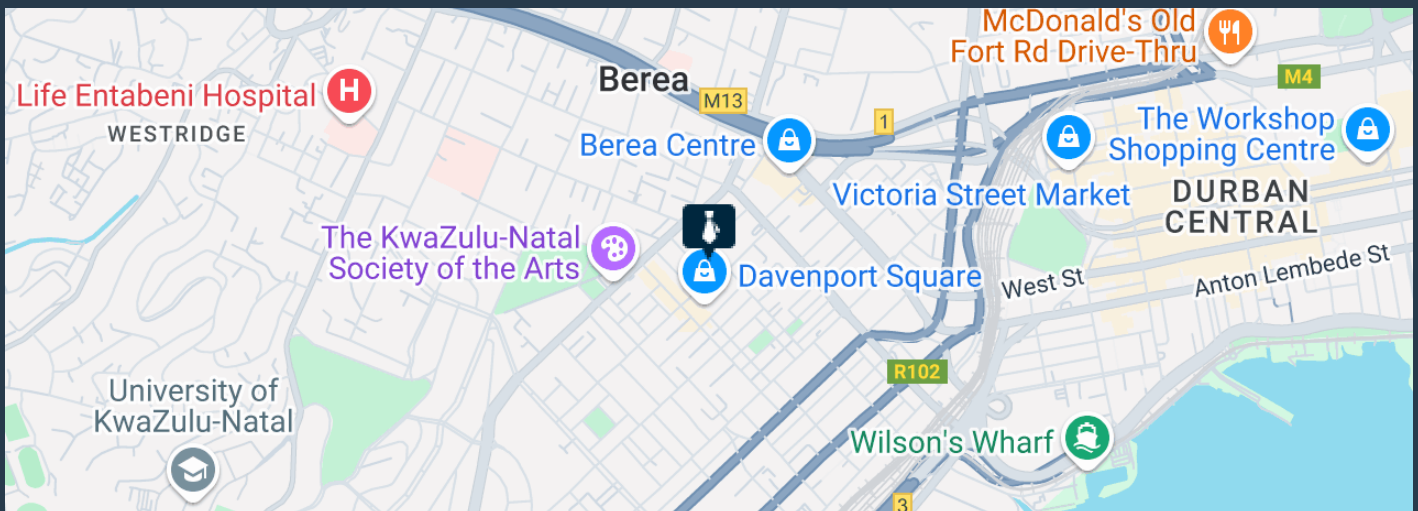 McDonald's Old
Fort Rd Drive-Thru
M4
Berea
Life Entabeni Hospital
H
WESTRIDGE
M13
1
Berea Centre
The Workshop
Shopping Centre
Victoria Street Market
DURBAN
CENTRAL
The KwaZulu-Natal
Society of the Arts
Davenport Square
West St
Anton Lembede St
R102
University of
KwaZulu-Natal
Wilson's Wharf
3